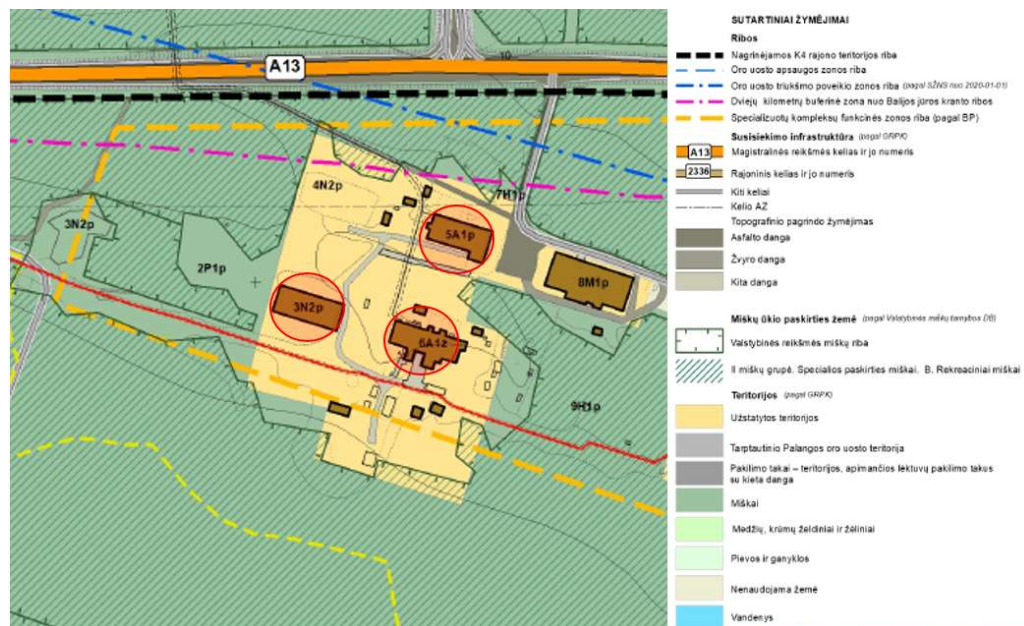 A13
10
4N2p
7H1p
3N2p
5A1p
2P1p
8M1p
3N2p
6A1z
9H1p
SUTARTINIAI ŽYMĖJIMAI
Ribos
Nagrinėjamos K4 rajono teritorijos riba
Oro uosto apsaugos zonos riba
Oro uosto triukšmo poveikio zonos riba (pagal SŽNS nuo 2020-01-01)
Dviejų kilometrų buferinė zona nuo Baltijos jūros kranto ribos
Specializuotų kompleksų funkcinės zonos riba (pagal BP)
Susisiekimo infrastruktūra (pagal GRPK)
A13 Magistralinės reikšmės kelias ir jo numeris
2336 Rajoninis kelias ir jo numeris
Kiti keliai
Kelio AZ
Topografinio pagrindo žymėjimas
Asfalto danga
Žvyro danga
Kita danga
Miškų ūkio paskirties žemė (pagal Valstybinės miškų tarnybos DB)
Valstybinės reikšmės miškų riba
II miškų grupė. Specialios paskirties miškai. B. Rekreaciniai miškai
Teritorijos (pagal GRPK)
Užstatytos teritorijos
Tarptautinio Palangos oro uosto teritorija
Pakilimo takai – teritorijos, apimančios lėktuvų pakilimo takus
su kieta danga
Miškai
Medžių, krūmų želdiniai ir žėliniai
Pievos ir ganyklos
Nenaudojama žemė
Vandenys